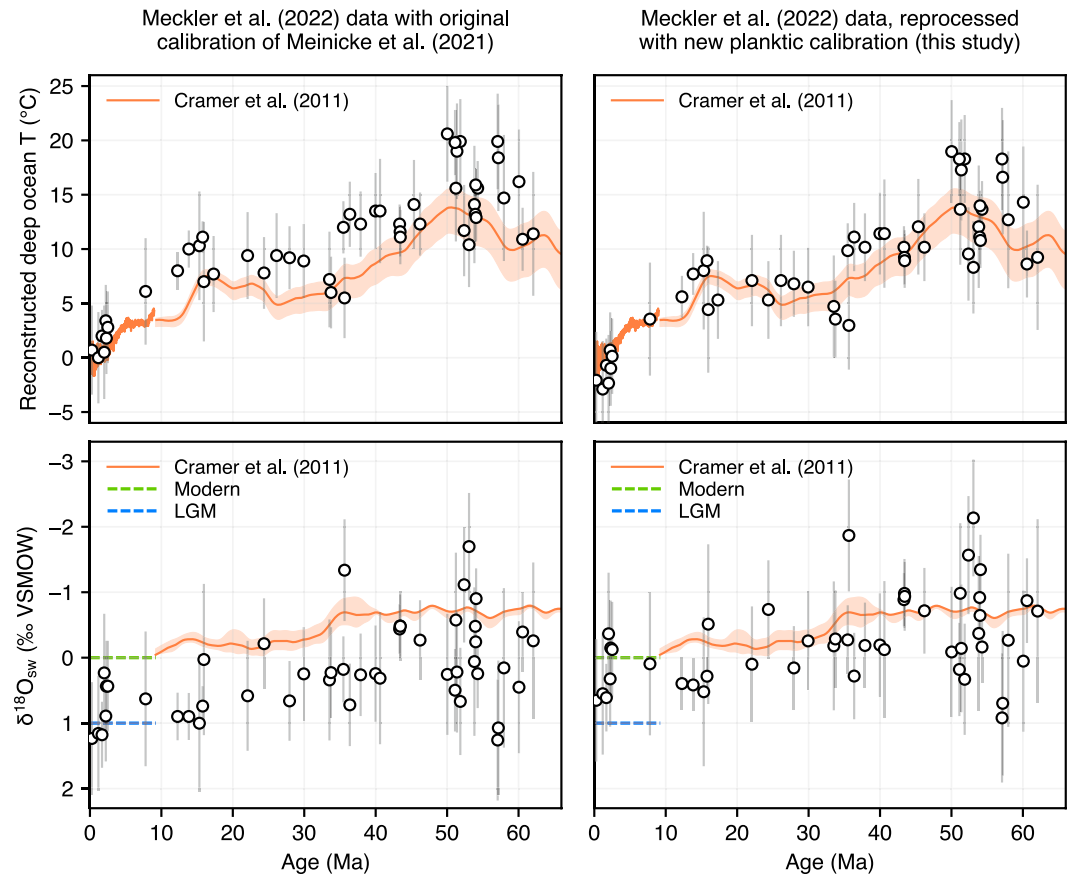 Meckler et al. (2022) data with original
calibration of Meinicke et al. (2021)
Meckler et al. (2022) data, reprocessed
with new planktic calibration (this study)
Reconstructed deep ocean T (°C)
25
20
15
10
5
0
−5
Cramer et al. (2011)
Cramer et al. (2011)
δ18Osw (‰ VSMOW)
−3
−2
−1
0
1
2
Cramer et al. (2011)
Modern
LGM
Cramer et al. (2011)
Modern
LGM
0 10 20 30 40 50 60
Age (Ma)
0 10 20 30 40 50 60
Age (Ma)